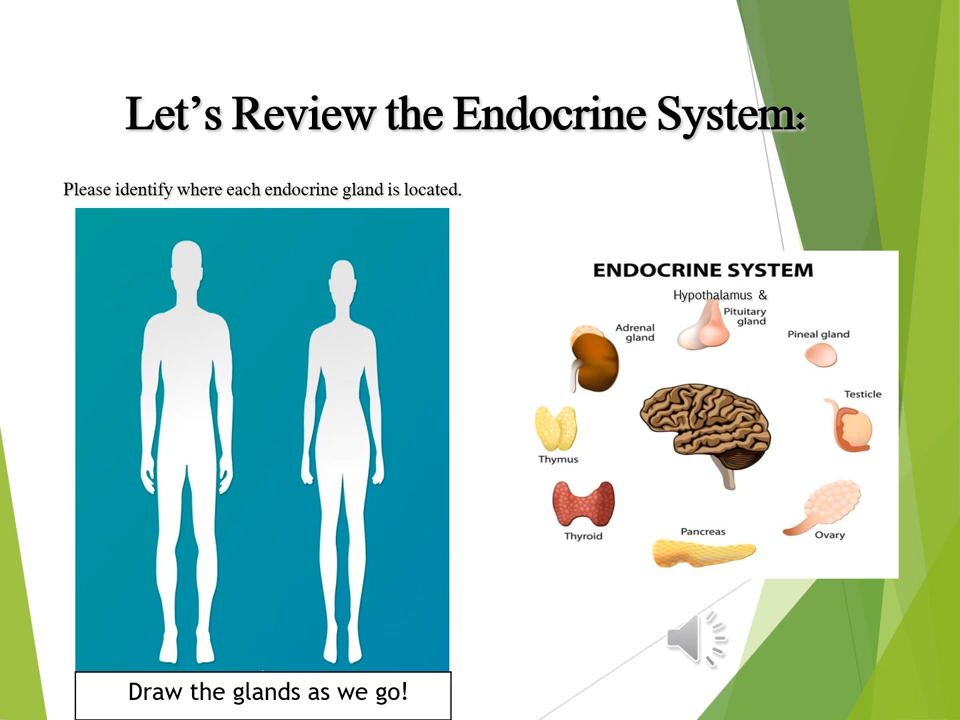 Let’s Review the Endocrine System:
Please identify where each endocrine gland is located.
ENDOCRINE SYSTEM
Hypothalamus &
Pituitary
gland
Adrenal
gland
Pineal gland
Testicle
Thymus
Thyroid
Pancreas
Ovary
Draw the glands as we go!